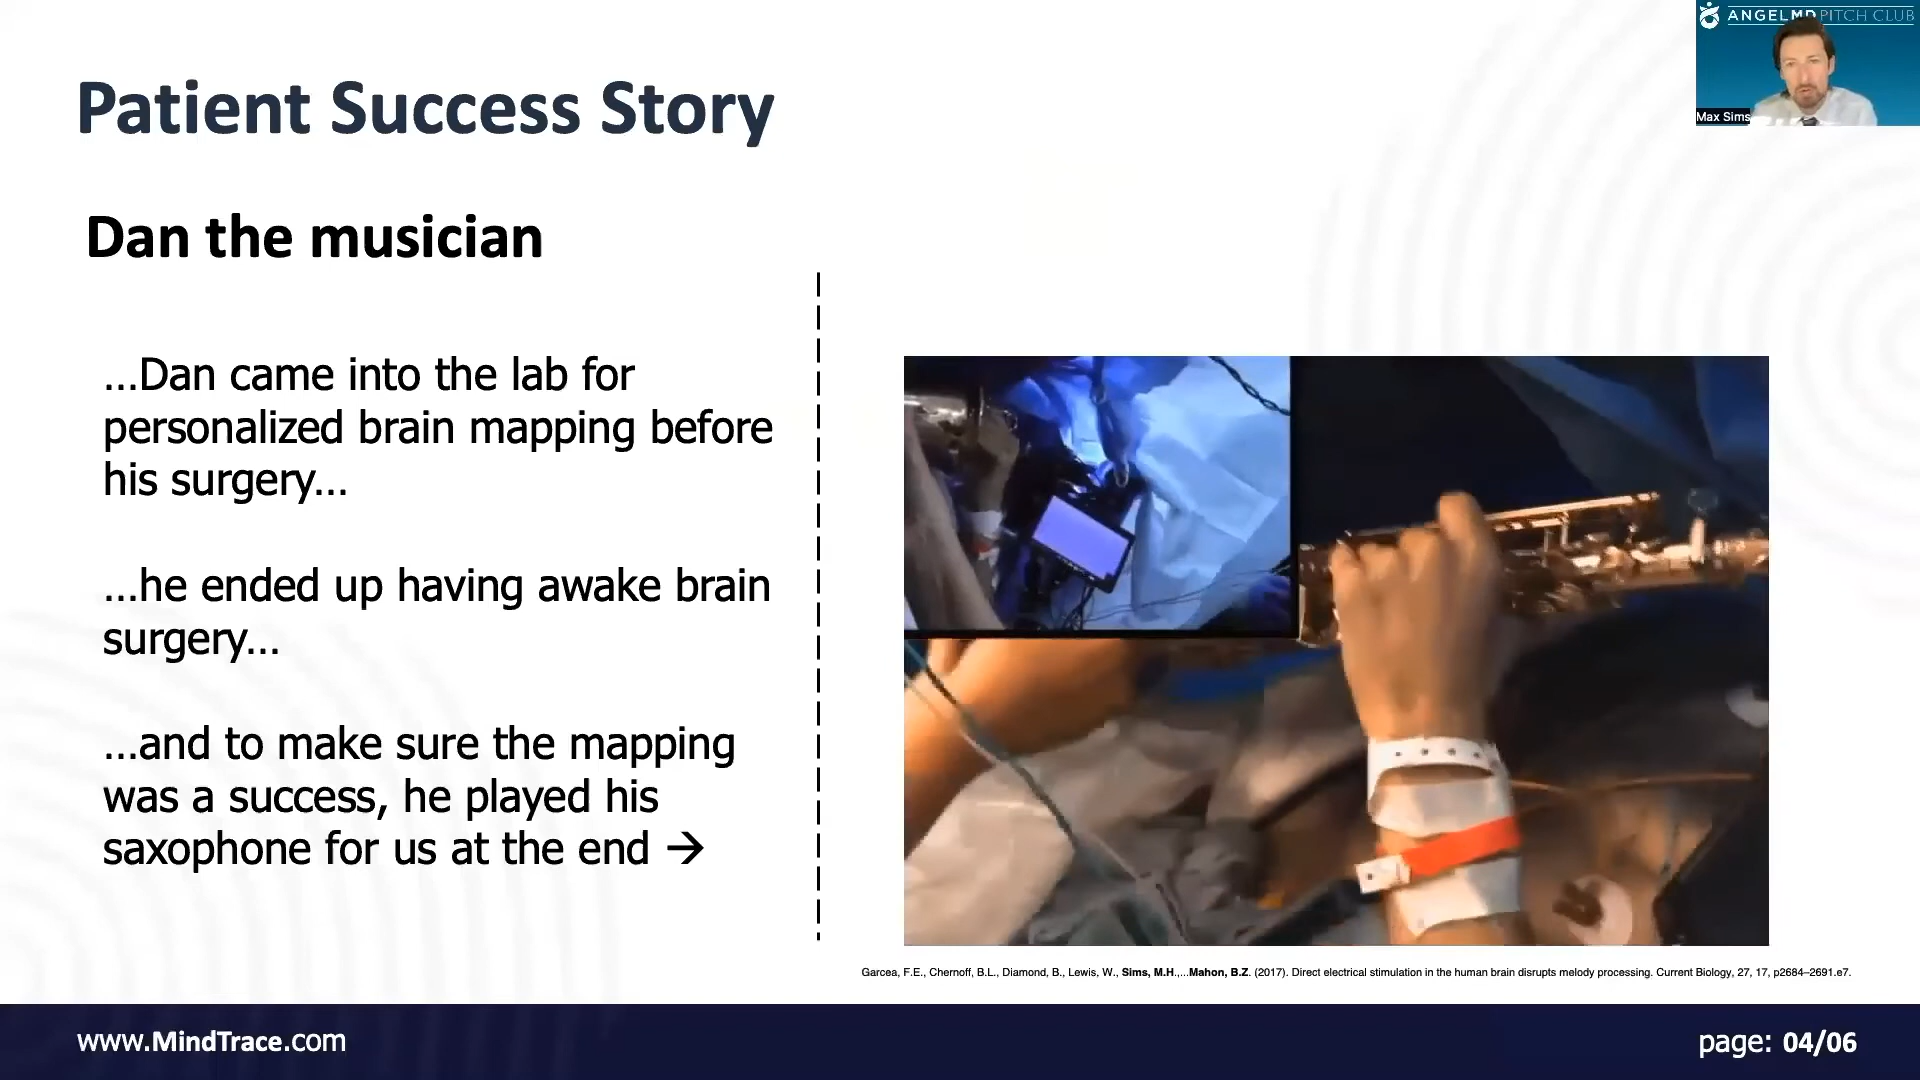 ANGELMD PITCH CLUB
Max Sims
Patient Success Story
Dan the musician
...Dan came into the lab for
personalized brain mapping before
his surgery...
...he ended up having awake brain
surgery...
...and to make sure the mapping
was a success, he played his
saxophone for us at the end →
Garcea, F.E., Chernoff, B.L., Diamond, B., Lewis, W., Sims, M.H.,...Mahon, B.Z. (2017). Direct electrical stimulation in the human brain disrupts melody processing. Current Biology, 27, 17, p2684–2691.e7.
www.MindTrace.com
page: 04/06